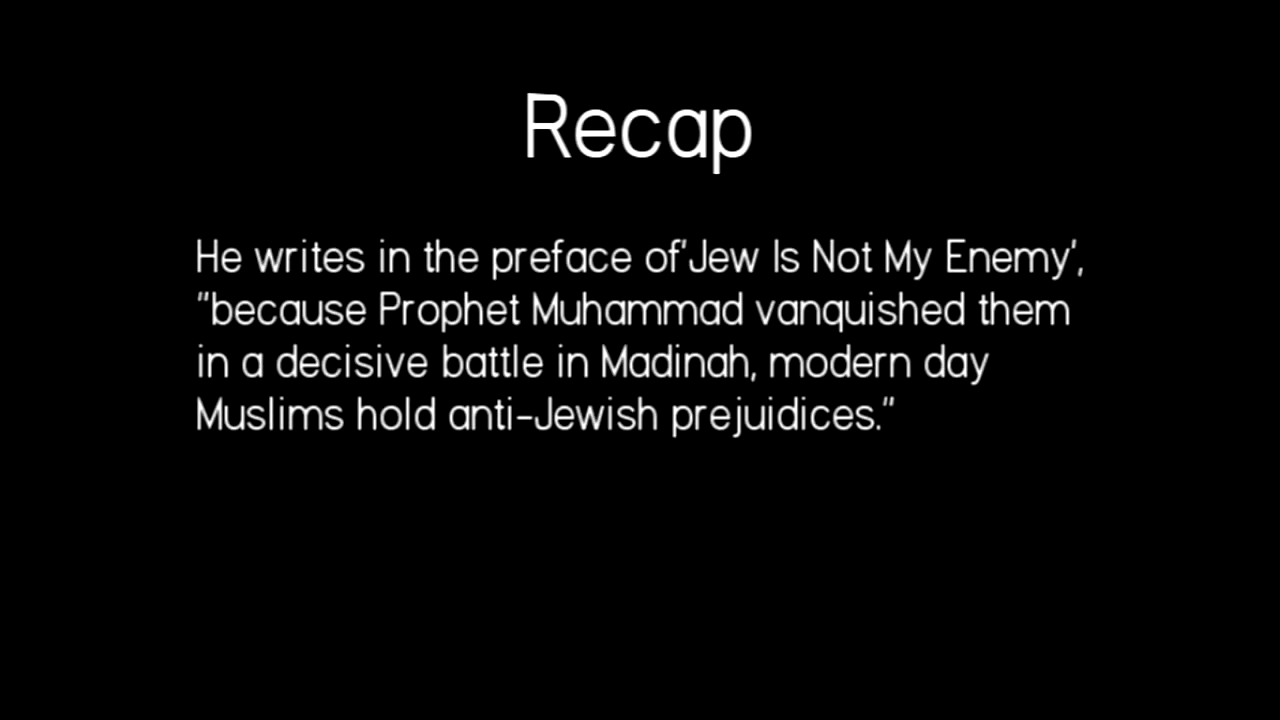 Recap
He writes in the preface of'Jew Is Not My Enemy',
"because Prophet Muhammad vanquished them
in a decisive battle in Madinah, modern day
Muslims hold anti-Jewish prejuidices."